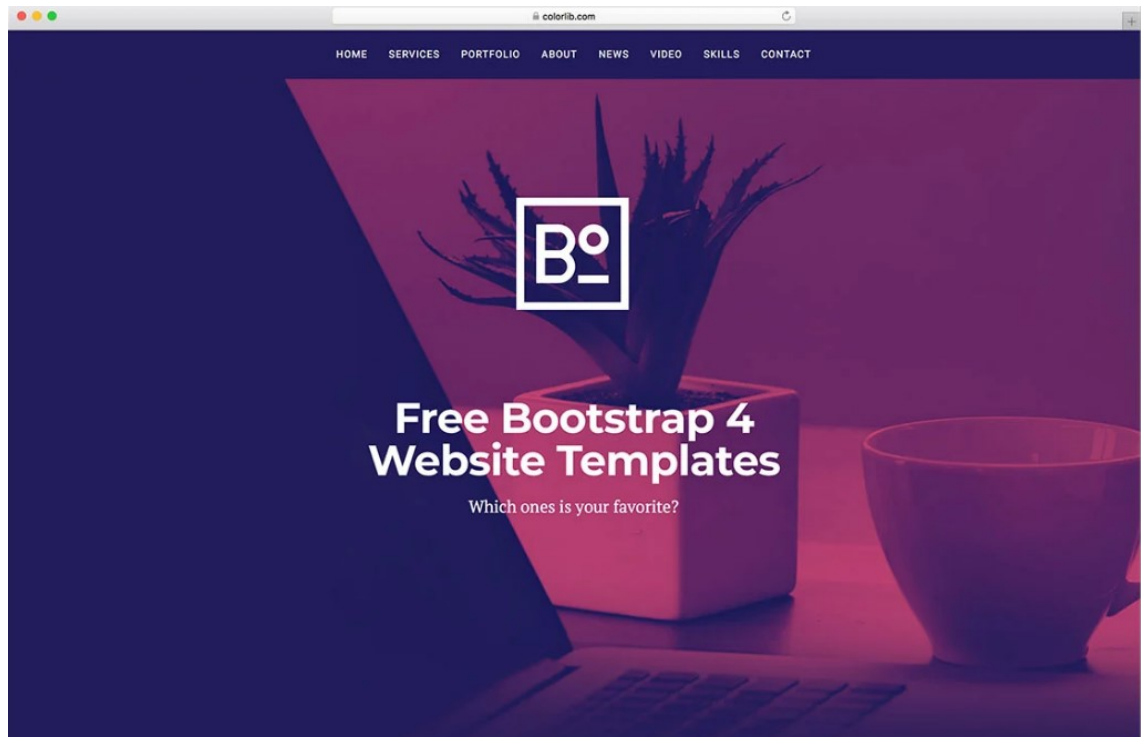 colorlib.com
HOME SERVICES PORTFOLIO ABOUT NEWS VIDEO SKILLS CONTACT
Bo
Free Bootstrap 4
Website Templates
Which ones is your favorite?